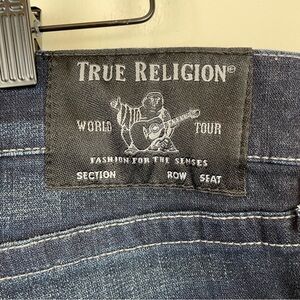 TRUE RELIGION®
WORLD TOUR
FASHION FOR THE SENSES
SECTION ROW SEAT